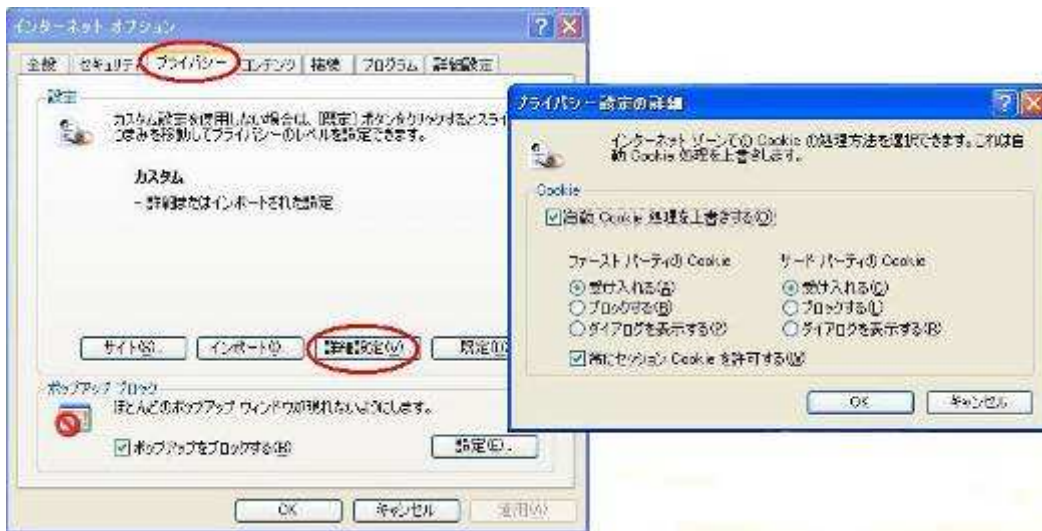 インターネット オプション
全般
セキュリティ
プライバシー
コンテンツ
接続
プログラム
詳細設定
設定
カスタム設定を使用しない場合は、[既定] ボタンをクリックするとスライ
つまみを移動してプライバシーのレベルを設定できます。
カスタム
- 詳細またはインポートされた設定
サイト(S)...
インポート(I)...
詳細設定(V)
既定(D)
ポップアップ ブロック
ほとんどのポップアップ ウィンドウが現れないようにします。
ポップアップをブロックする(B)
設定(E)...
OK
キャンセル
適用(A)
プライバシー設定の詳細
インターネット ゾーンでの Cookie の処理方法を選択できます。これは自
動 Cookie 処理を上書きします。
Cookie
自動 Cookie 処理を上書きする(O)
ファースト パーティの Cookie
サード パーティの Cookie
受け入れる(A)
受け入れる(C)
ブロックする(B)
ブロックする(L)
ダイアログを表示する(P)
ダイアログを表示する(R)
常にセッション Cookie を許可する(W)
OK
キャンセル